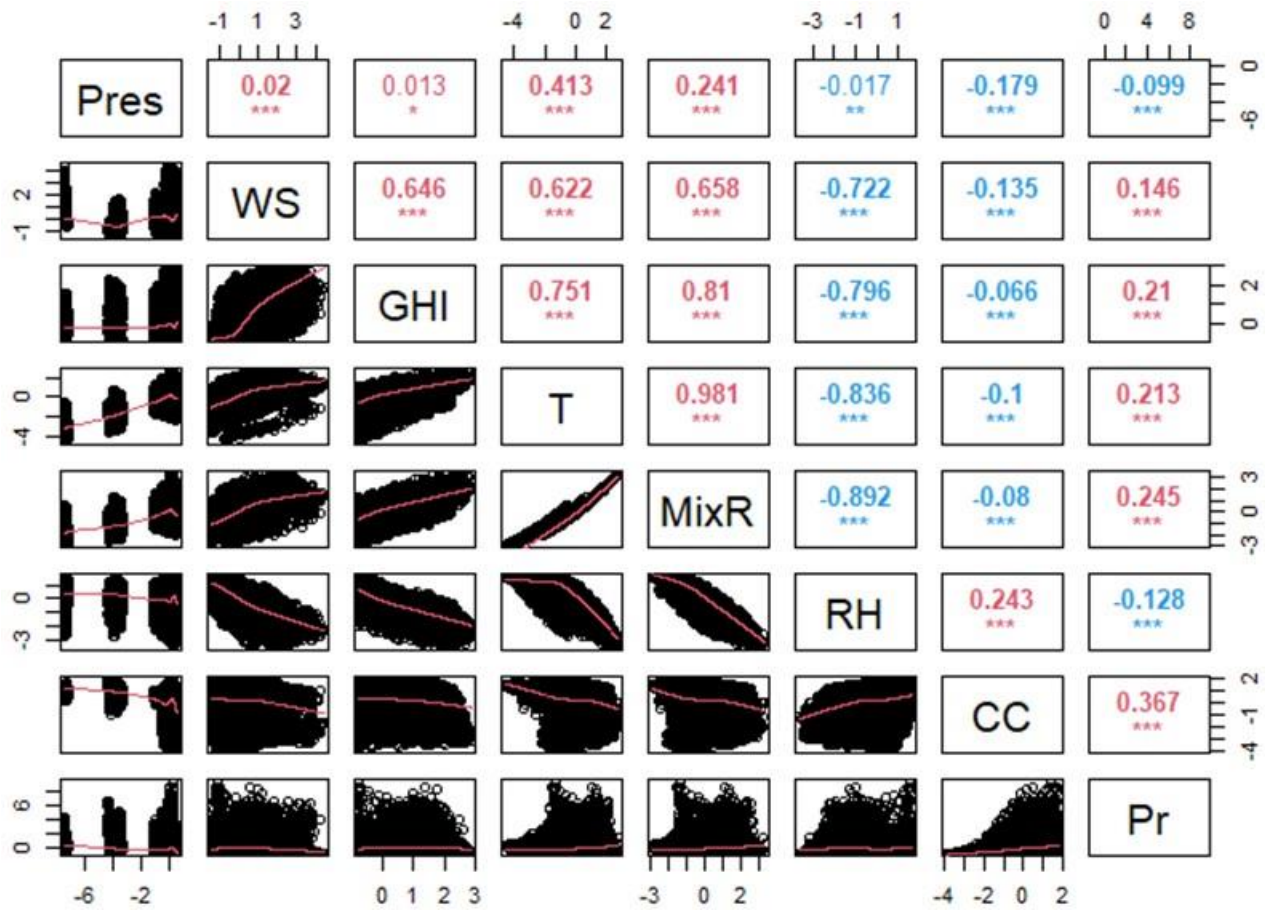 -1 1 3 -4 0 2 -3 -1 1 0 4 8
Pres 0.02 0.013 0.413 0.241 -0.017 -0.179 -0.099 0
*** * *** *** ** *** *** -6
2 WS 0.646 0.622 0.658 -0.722 -0.135 0.146
-1 *** *** *** *** *** ***
GHI 0.751 0.81 -0.796 -0.066 0.21 2
*** *** *** *** *** 0
0 T 0.981 -0.836 -0.1 0.213
-4 *** *** *** ***
MixR -0.892 -0.08 0.245 3
*** *** *** 0
-3
0 RH 0.243 -0.128
-3 *** ***
CC 0.367 2
*** -1
-4
6 Pr
0
-6 -2 0 1 2 3 -3 0 2 -4 0 2